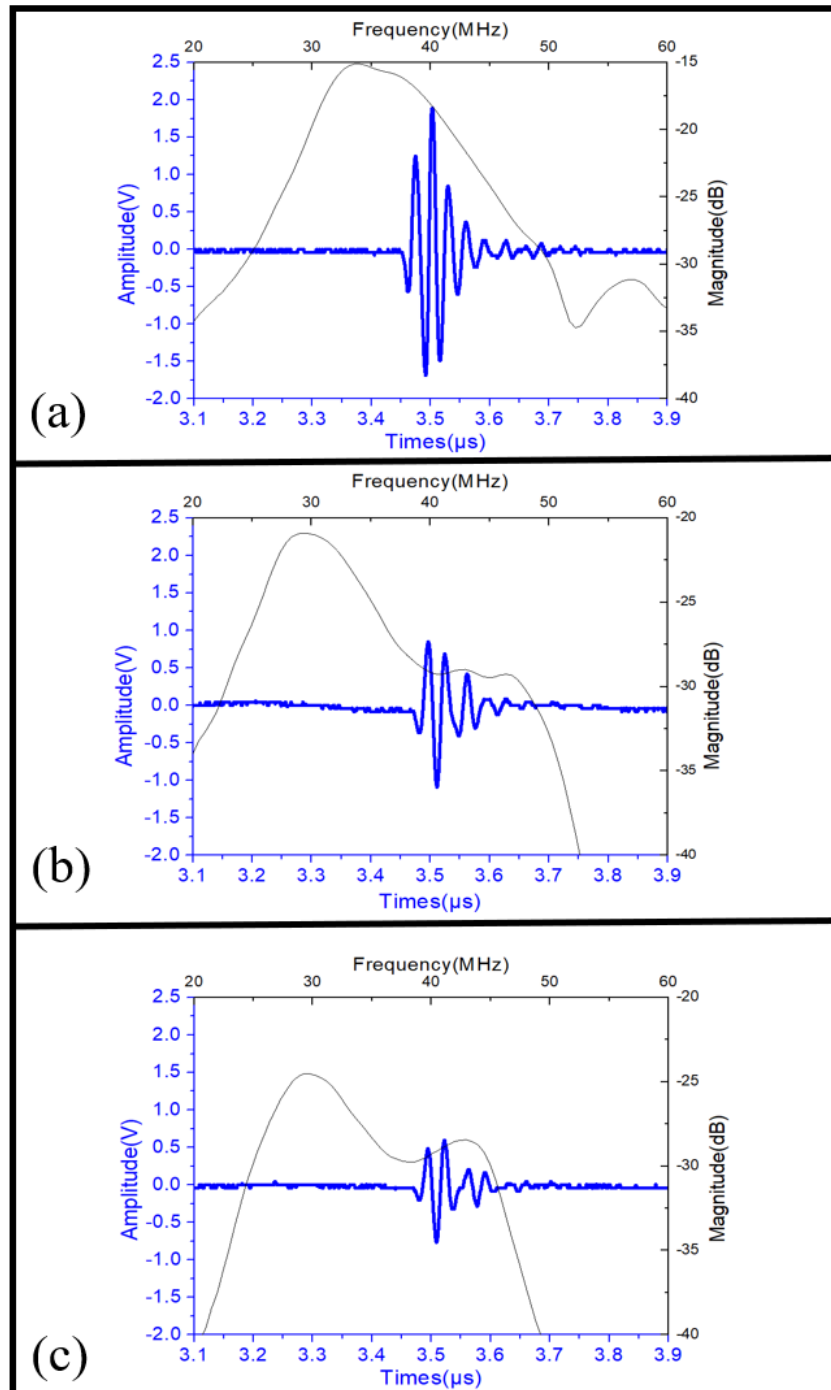 Frequency(MHz)
20 30 40 50 60
2.5 -15
2.0
1.5 -20
1.0
0.5 -25
0.0
-0.5 -30
-1.0
-1.5 -35
-2.0 -40
Amplitude(V)
Magnitude(dB)
3.1 3.2 3.3 3.4 3.5 3.6 3.7 3.8 3.9
Times(µs)
(a)
Frequency(MHz)
20 30 40 50 60
2.5 -20
2.0
1.5 -25
1.0
0.5 -30
0.0
-0.5
-1.0 -35
-1.5
-2.0 -40
Amplitude(V)
Magnitude(dB)
3.1 3.2 3.3 3.4 3.5 3.6 3.7 3.8 3.9
Times(µs)
(b)
Frequency(MHz)
20 30 40 50 60
2.5 -20
2.0
1.5 -25
1.0
0.5 -30
0.0
-0.5
-1.0 -35
-1.5
-2.0 -40
Amplitude(V)
Magnitude(dB)
3.1 3.2 3.3 3.4 3.5 3.6 3.7 3.8 3.9
Times(µs)
(c)